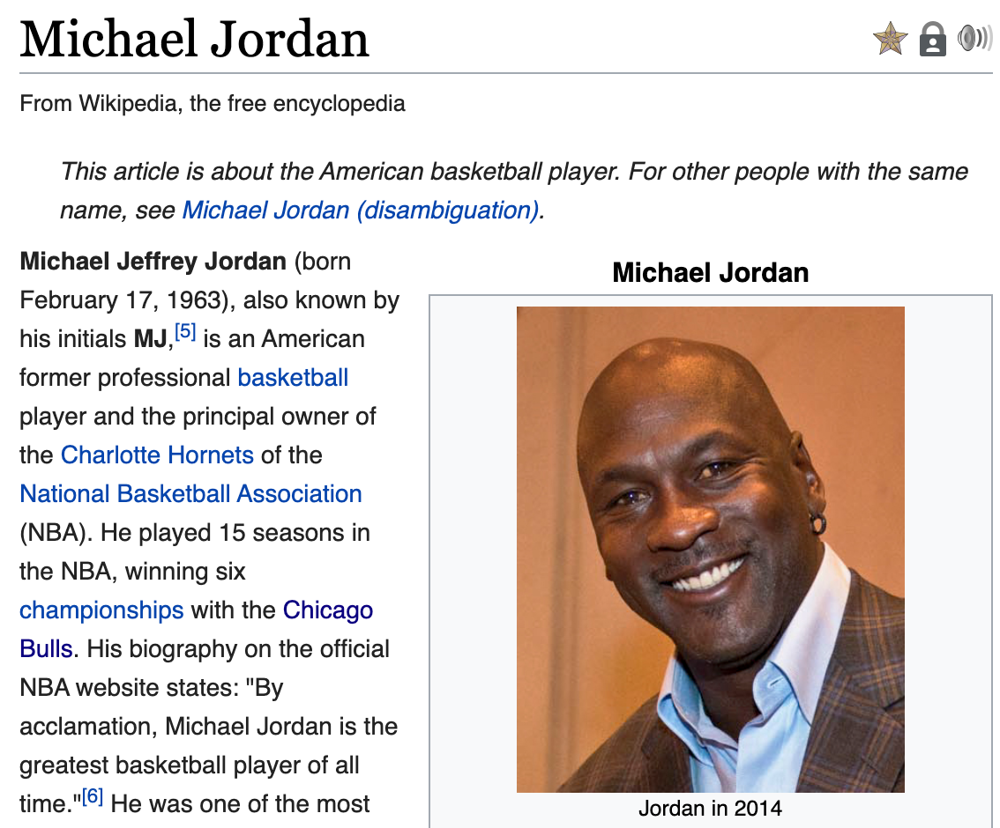 Michael Jordan
From Wikipedia, the free encyclopedia
This article is about the American basketball player. For other people with the same
name, see Michael Jordan (disambiguation).
Michael Jeffrey Jordan (born
February 17, 1963), also known by
his initials MJ,[5] is an American
former professional basketball
player and the principal owner of
the Charlotte Hornets of the
National Basketball Association
(NBA). He played 15 seasons in
the NBA, winning six
championships with the Chicago
Bulls. His biography on the official
NBA website states: "By
acclamation, Michael Jordan is the
greatest basketball player of all
time."[6] He was one of the most
Michael Jordan
Jordan in 2014